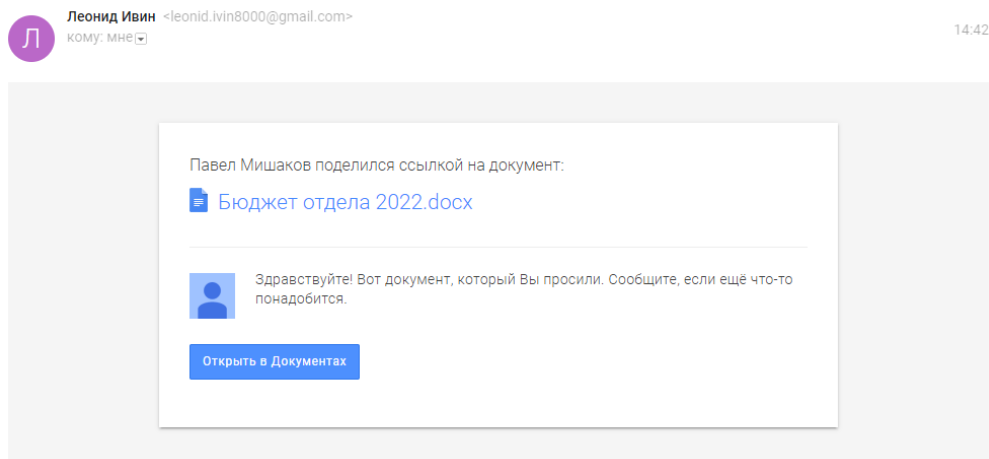 Леонид Ивин <leonid.ivin8000@gmail.com>
кому: мне
14:42
Л
Павел Мишаков поделился ссылкой на документ:
Бюджет отдела 2022.docx
Здравствуйте! Вот документ, который Вы просили. Сообщите, если ещё что-то
понадобится.
Открыть в Документах